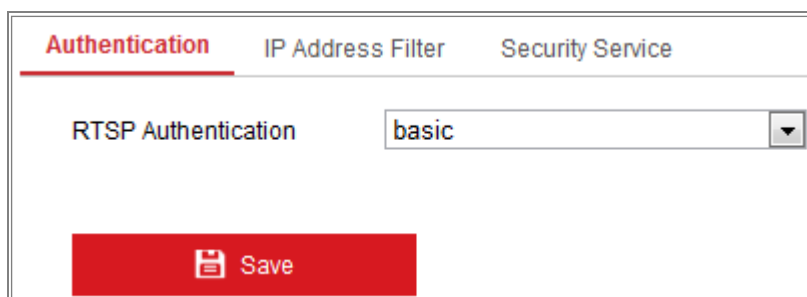 Authentication IP Address Filter Security Service
RTSP Authentication basic
Save